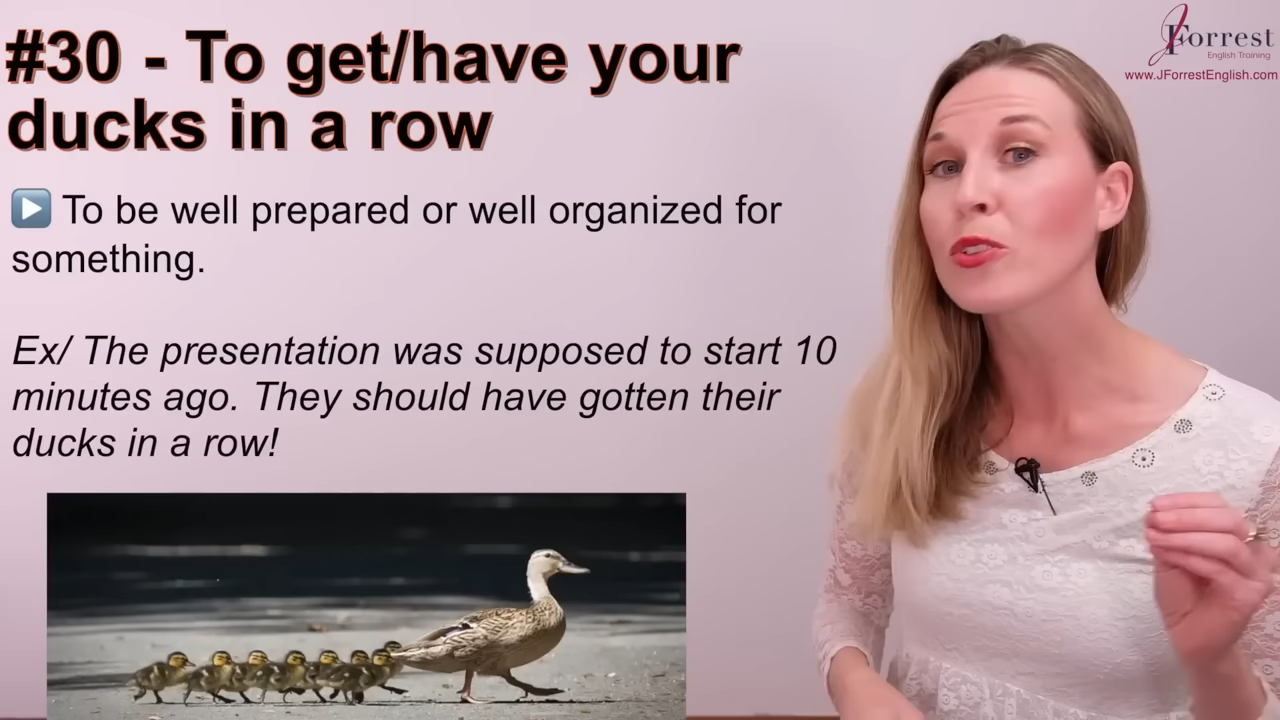 #30 - To get/have your
ducks in a row
To be well prepared or well organized for
something.
Ex/ The presentation was supposed to start 10
minutes ago. They should have gotten their
ducks in a row!
JForrest
English Training
www.JForrestEnglish.com